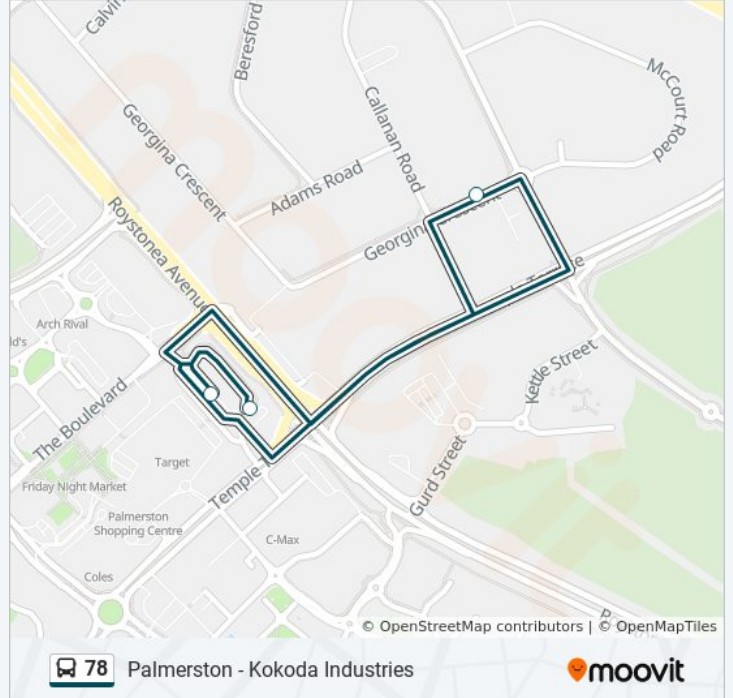 Calvin
Beresford
McCourt Road
Georgina Crescent
Callanan Road
Adams Road
Georgina Crescent
Roystonea Avenue
Arch Rival
ld's
Kettle Street
The Boulevard
Target
Gurd Street
Friday Night Market
Temple T
Palmerston
Shopping Centre
C-Max
Coles
© OpenStreetMap contributors | © OpenMapTiles
78 Palmerston - Kokoda Industries moovit